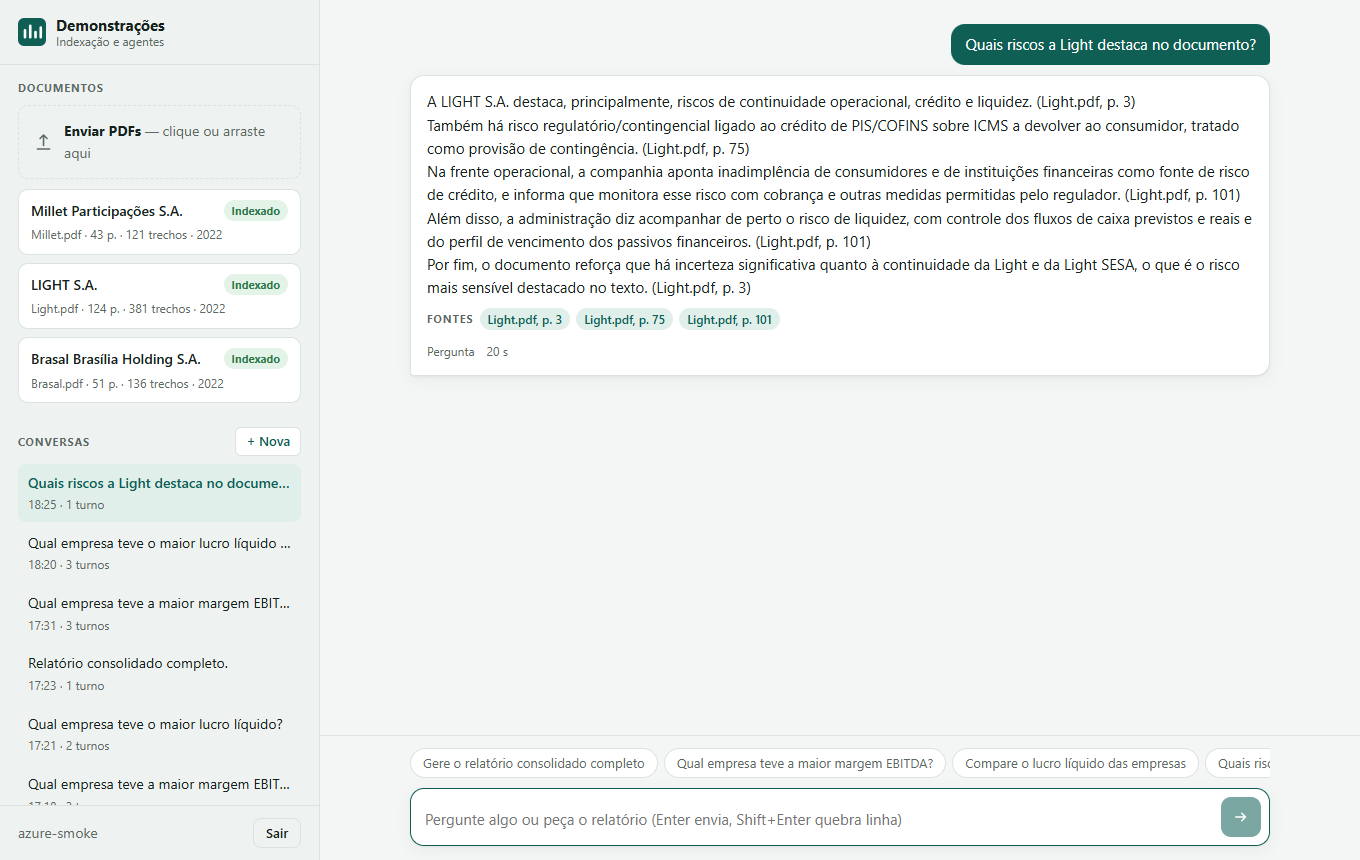 Demonstrações
Indexação e agentes
DOCUMENTOS
Enviar PDFs — clique ou arraste
aqui
Millet Participações S.A. Indexado
Millet.pdf · 43 p. · 121 trechos · 2022
LIGHT S.A. Indexado
Light.pdf · 124 p. · 381 trechos · 2022
Brasal Brasília Holding S.A. Indexado
Brasal.pdf · 51 p. · 136 trechos · 2022
CONVERSAS + Nova
Quais riscos a Light destaca no docume...
18:25 · 1 turno
Qual empresa teve o maior lucro líquido ...
18:20 · 3 turnos
Qual empresa teve a maior margem EBIT...
17:31 · 3 turnos
Relatório consolidado completo.
17:23 · 1 turno
Qual empresa teve o maior lucro líquido?
17:21 · 2 turnos
Qual empresa teve a maior margem EBIT...
azure-smoke Sair
Quais riscos a Light destaca no documento?
A LIGHT S.A. destaca, principalmente, riscos de continuidade operacional, crédito e liquidez. (Light.pdf, p. 3)
Também há risco regulatório/contingencial ligado ao crédito de PIS/COFINS sobre ICMS a devolver ao consumidor, tratado
como provisão de contingência. (Light.pdf, p. 75)
Na frente operacional, a companhia aponta inadimplência de consumidores e de instituições financeiras como fonte de risco
de crédito, e informa que monitora esse risco com cobrança e outras medidas permitidas pelo regulador. (Light.pdf, p. 101)
Além disso, a administração diz acompanhar de perto o risco de liquidez, com controle dos fluxos de caixa previstos e reais e
do perfil de vencimento dos passivos financeiros. (Light.pdf, p. 101)
Por fim, o documento reforça que há incerteza significativa quanto à continuidade da Light e da Light SESA, o que é o risco
mais sensível destacado no texto. (Light.pdf, p. 3)
FONTES Light.pdf, p. 3 Light.pdf, p. 75 Light.pdf, p. 101
Pergunta 20 s
Gere o relatório consolidado completo Qual empresa teve a maior margem EBITDA? Compare o lucro líquido das empresas Quais
Pergunte algo ou peça o relatório (Enter envia, Shift+Enter quebra linha)